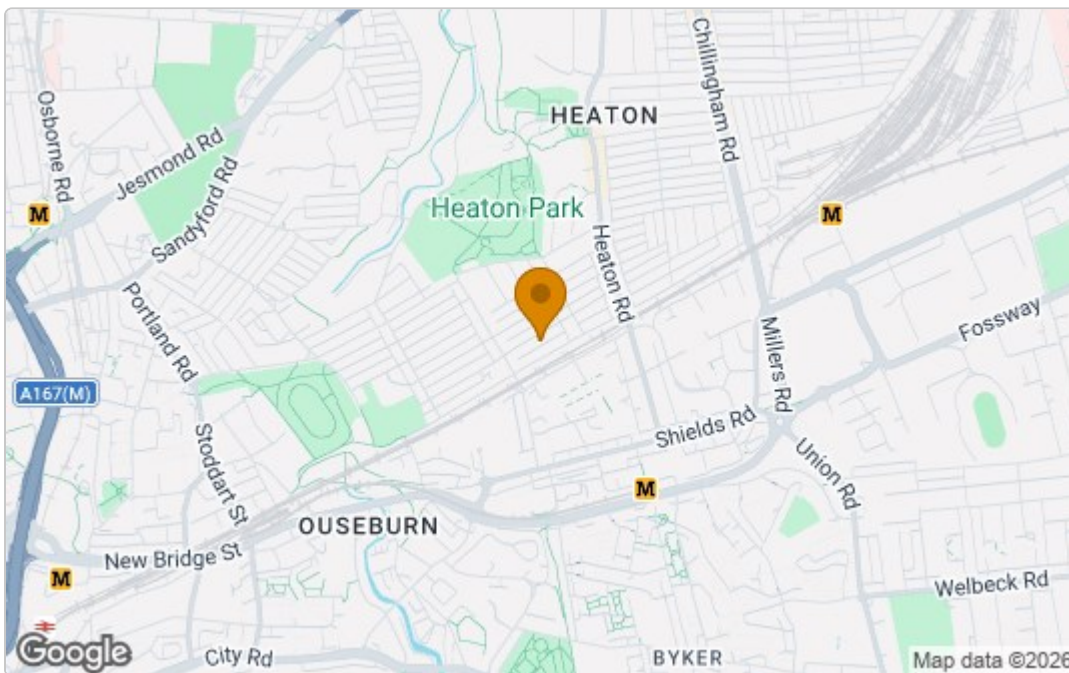 Osborne Rd
Jesmond Rd
Sandyford Rd
HEATON
Chillingham Rd
Heaton Park
Heaton Rd
M
M
Portland Rd
A167(M)
Stoddart St
Millers Rd
Fossway
Shields Rd
Union Rd
M
OUSEBURN
New Bridge St
M
Welbeck Rd
City Rd
BYKER
Google
Map data ©2026